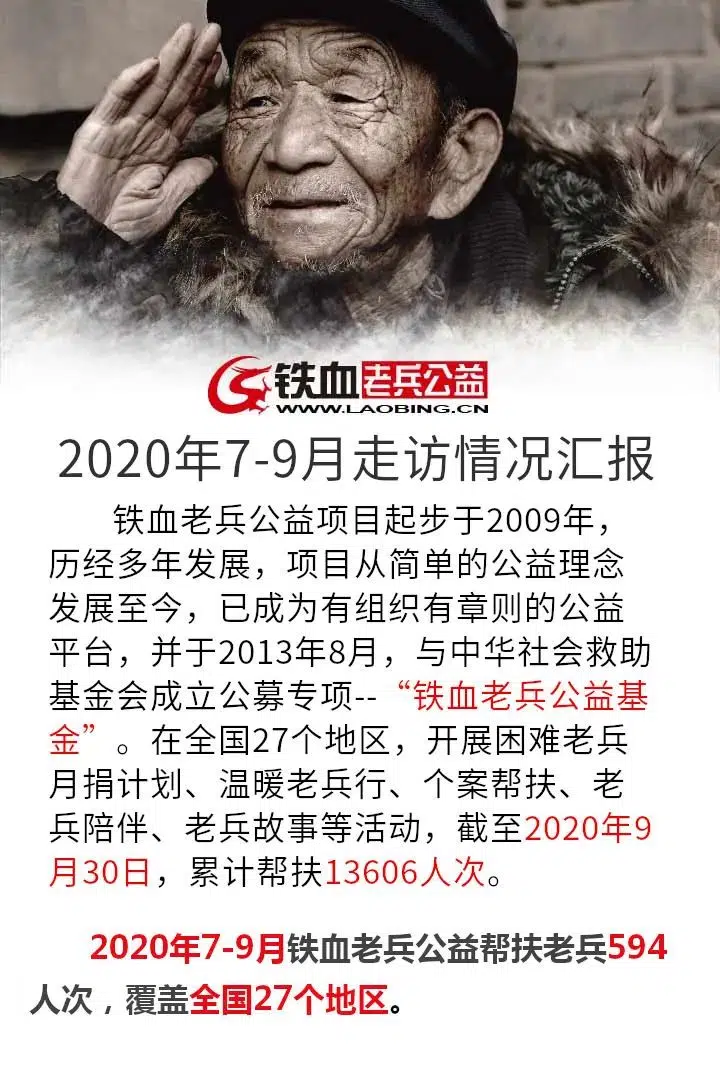 铁血老兵公益
WWW.LAOBING.CN
2020年7-9月走访情况汇报
铁血老兵公益项目起步于2009年，
历经多年发展，项目从简单的公益理念
发展至今，已成为有组织有章则的公益
平台，并于2013年8月，与中华社会救助
基金会成立公募专项--“铁血老兵公益基
金”。在全国27个地区，开展困难老兵
月捐计划、温暖老兵行、个案帮扶、老
兵陪伴、老兵故事等活动，截至2020年9
月30日，累计帮扶13606人次。
2020年7-9月铁血老兵公益帮扶老兵594
人次，覆盖全国27个地区。